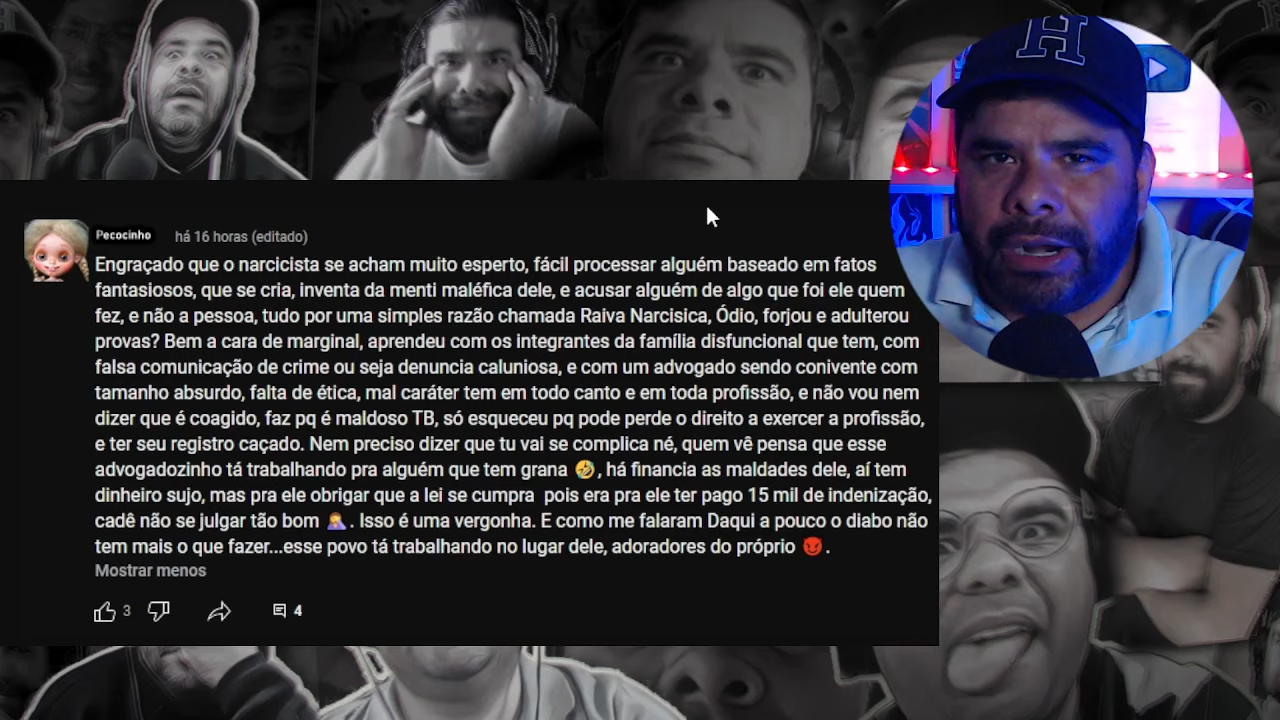 H
Pecocinho há 16 horas (editado)
Engraçado que o narcicista se acham muito esperto, fácil processar alguém baseado em fatos
fantasiosos, que se cria, inventa da menti maléfica dele, e acusar alguém de algo que foi ele quem
fez, e não a pessoa, tudo por uma simples razão chamada Raiva Narcisica, Ódio, forjou e adulterou
provas? Bem a cara de marginal, aprendeu com os integrantes da família disfuncional que tem, com
falsa comunicação de crime ou seja denuncia caluniosa, e com um advogado sendo conivente com
tamanho absurdo, falta de ética, mal caráter tem em todo canto e em toda profissão, e não vou nem
dizer que é coagido, faz pq é maldoso TB, só esqueceu pq pode perde o direito a exercer a profissão,
e ter seu registro caçado. Nem preciso dizer que tu vai se complica né, quem vê pensa que esse
advogadozinho tá trabalhando pra alguém que tem grana 🤣, há financia as maldades dele, aí tem
dinheiro sujo, mas pra ele obrigar que a lei se cumpra pois era pra ele ter pago 15 mil de indenização,
cadê não se julgar tão bom 🤦‍♀️. Isso é uma vergonha. E como me falaram Daqui a pouco o diabo não
tem mais o que fazer...esse povo tá trabalhando no lugar dele, adoradores do próprio 😈.
Mostrar menos
3 4